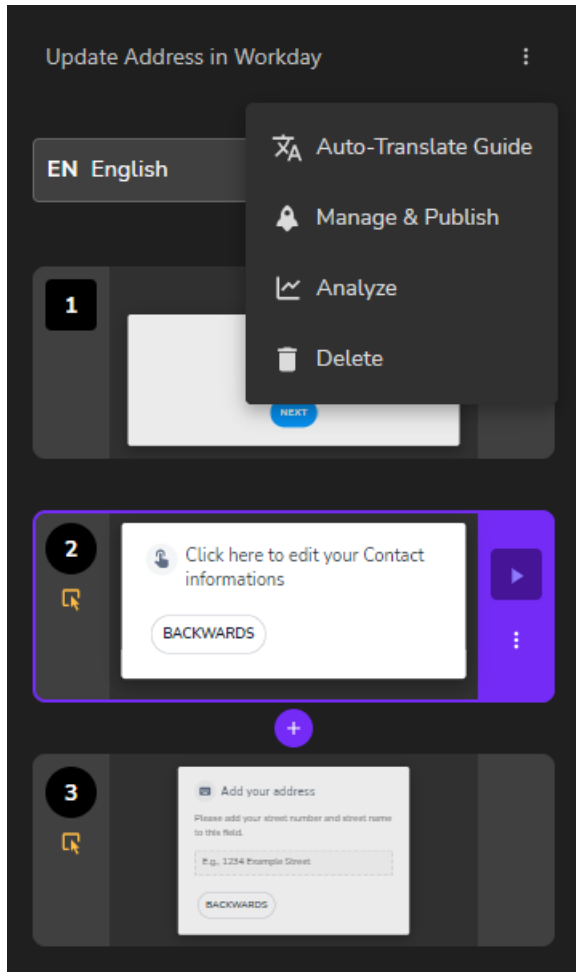 Update Address in Workday
Auto-Translate Guide
EN English
Manage & Publish
Analyze
Delete
1
NEXT
2
Click here to edit your Contact
informations
BACKWARDS
3
Add your address
Please add your street number and street name
to this field.
E.g., 1234 Example Street
BACKWARDS